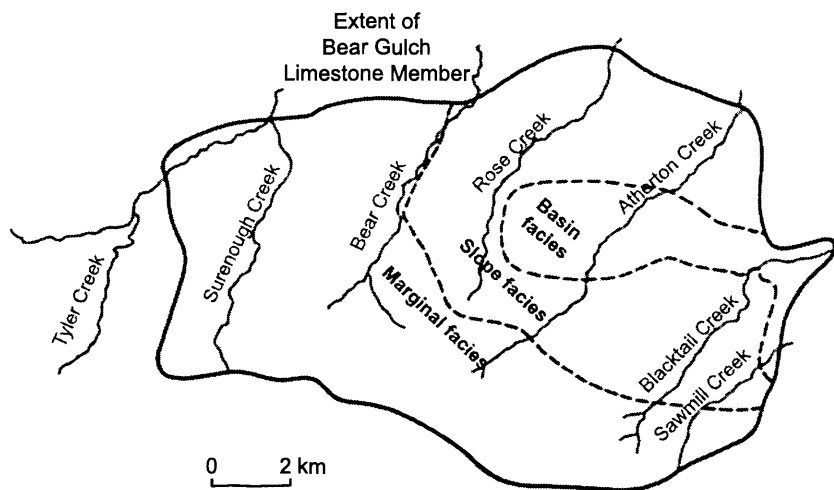 Extent of
Bear Gulch
Limestone Member
Tyler Creek
Surenough Creek
Bear Creek
Rose Creek
Atherton Creek
Basin
facies
Slope facies
Marginal facies
Blacktail Creek
Sawmill Creek
0 2 km